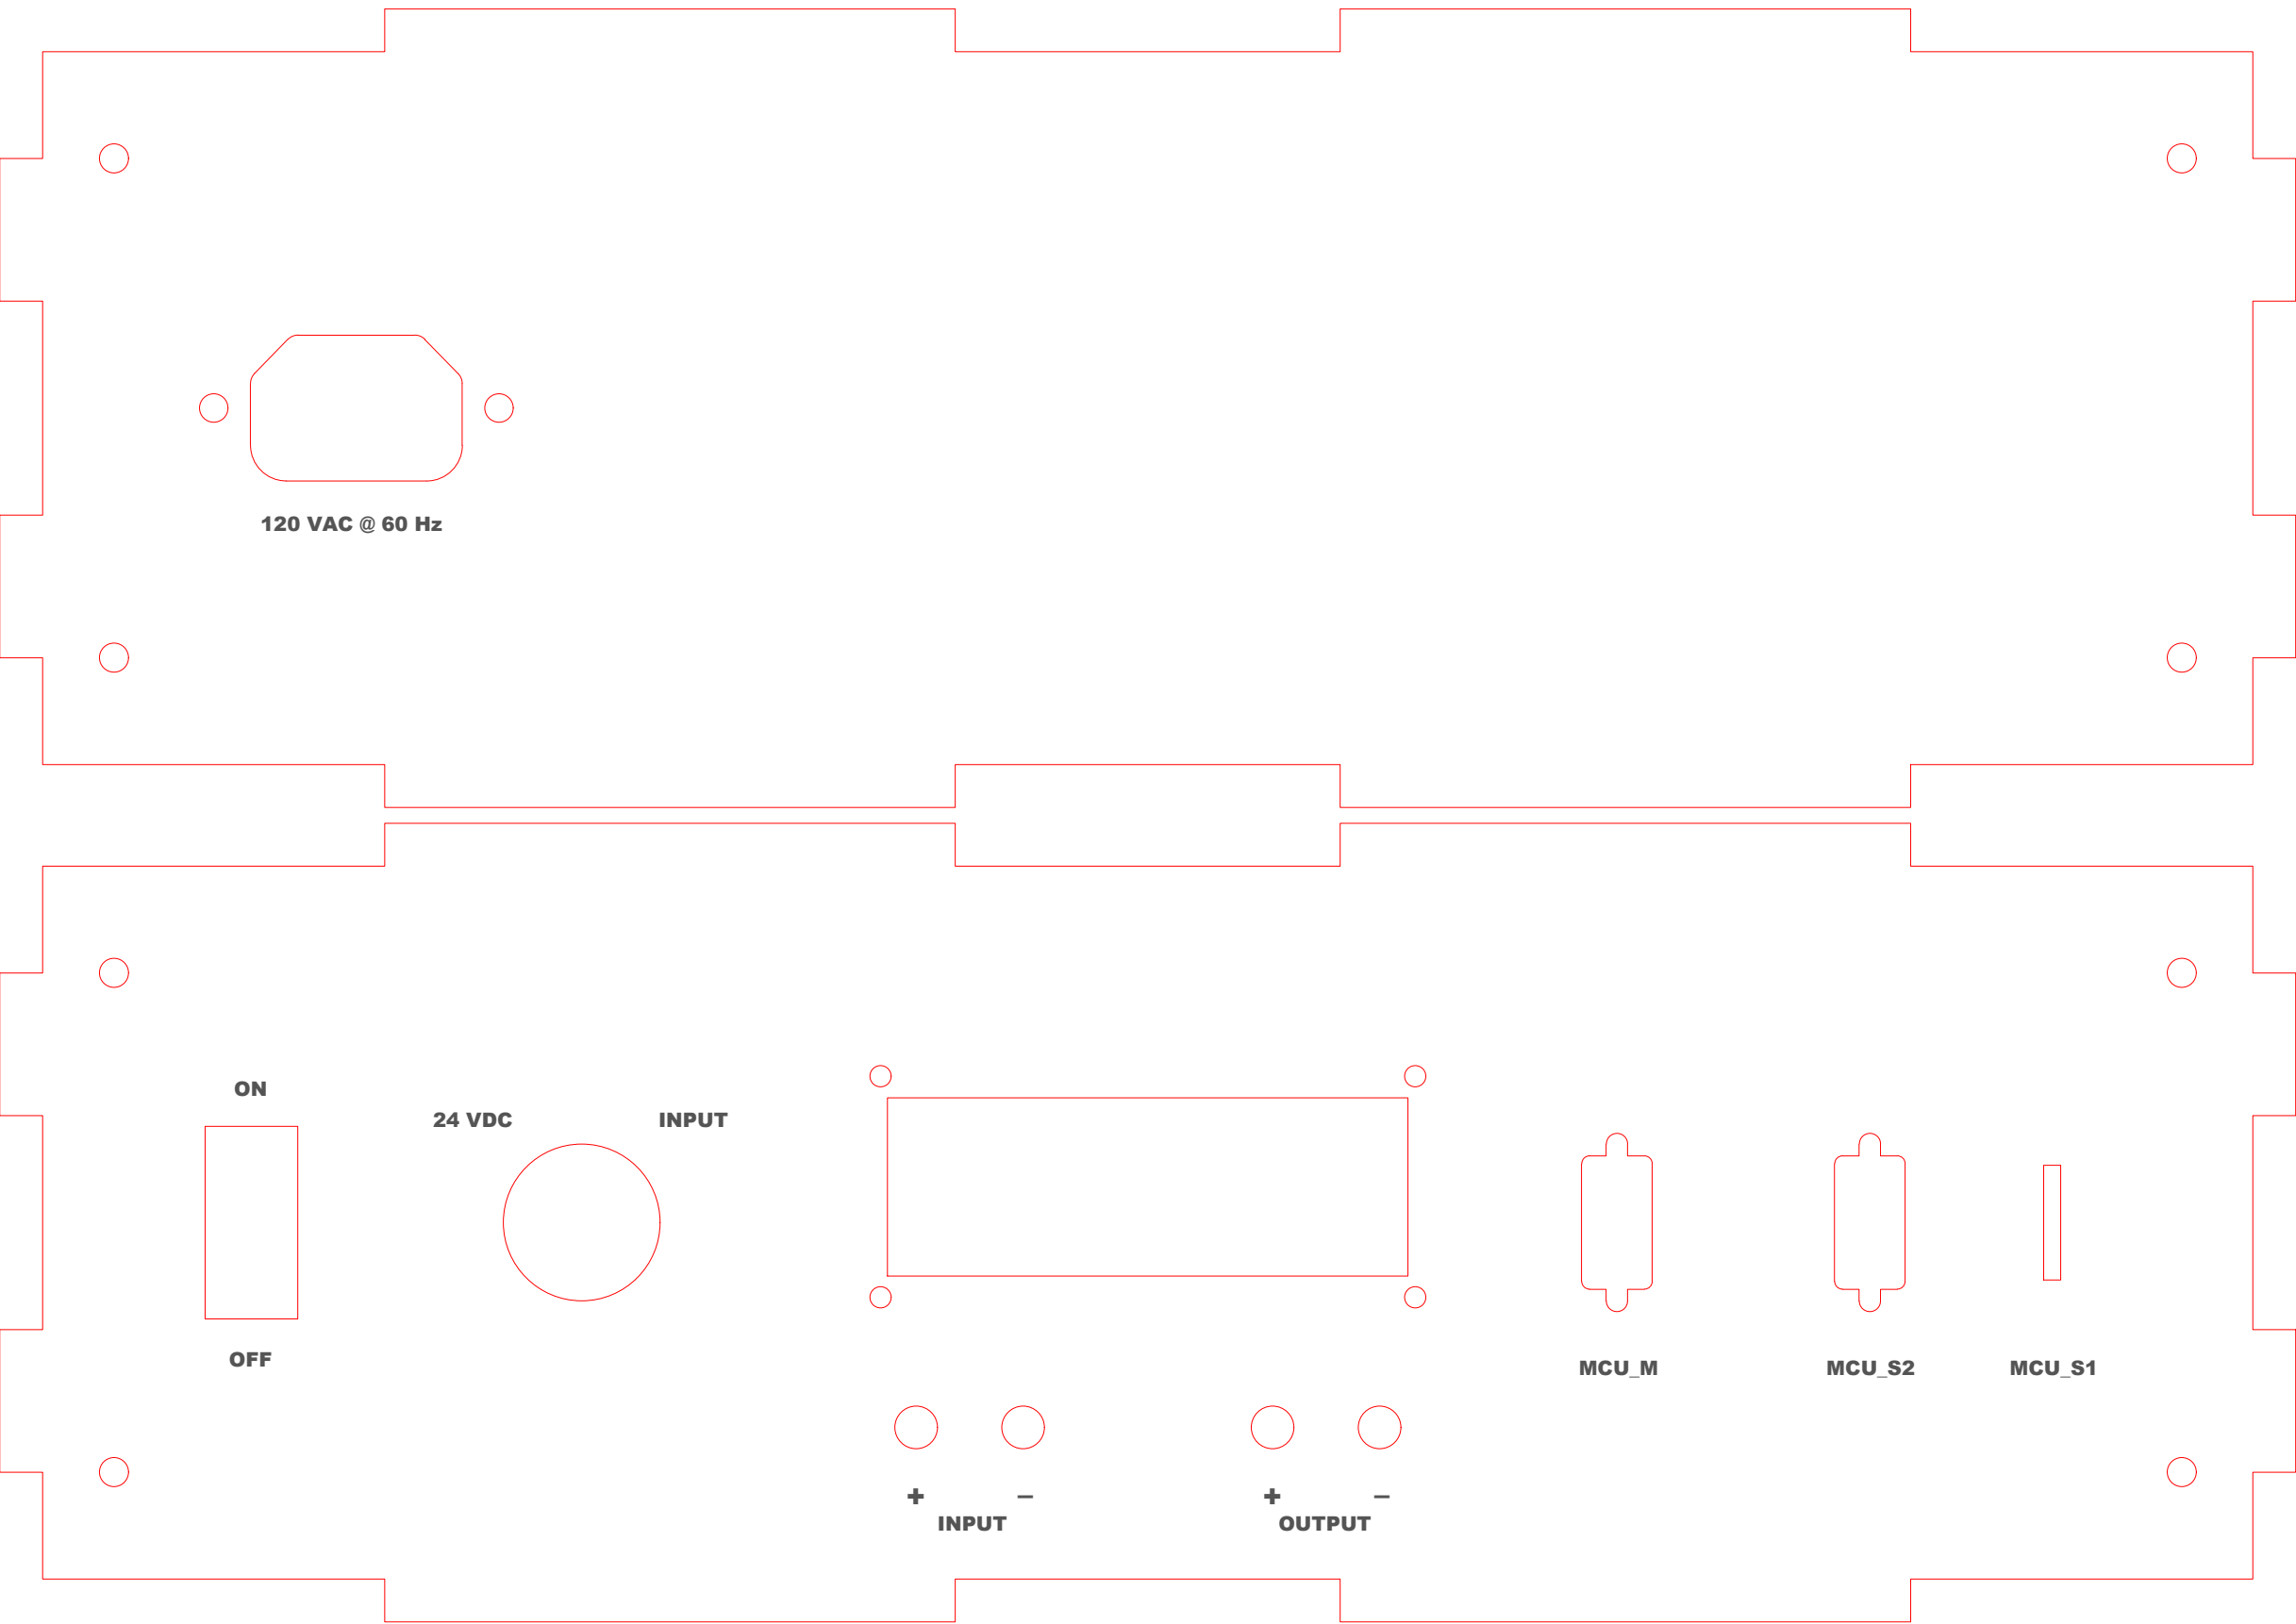 120 VAC @ 60 Hz
ON
24 VDC INPUT
OFF
MCU_M MCU_S2 MCU_S1
+ − + −
INPUT OUTPUT